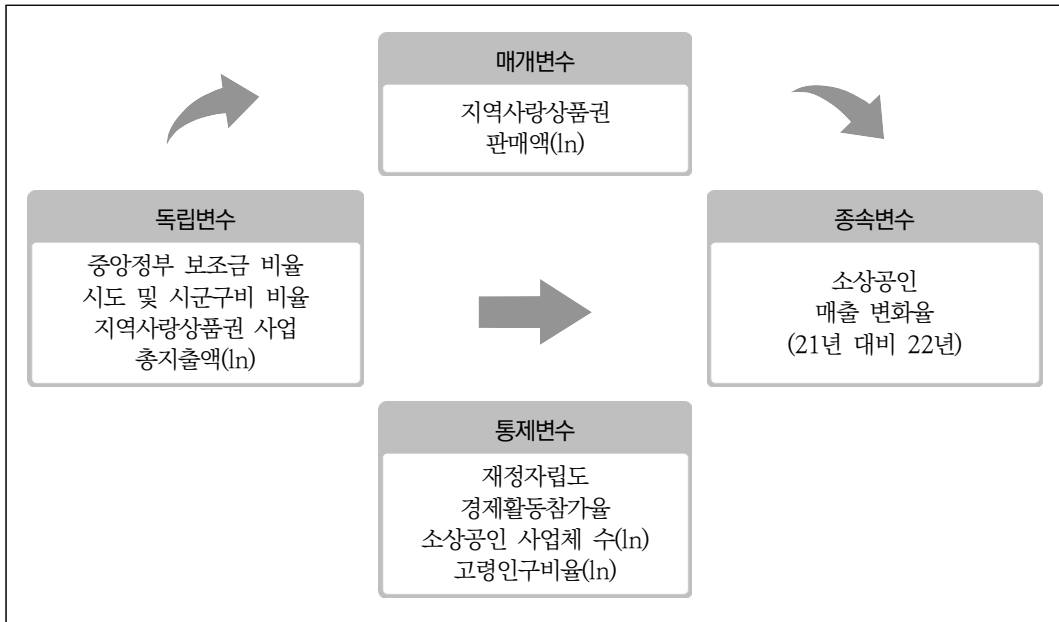 매개변수
지역사랑상품권
판매액(ln)
독립변수
중앙정부 보조금 비율
시도 및 시군구비 비율
지역사랑상품권 사업
총지출액(ln)
종속변수
소상공인
매출 변화율
(21년 대비 22년)
통제변수
재정자립도
경제활동참가율
소상공인 사업체 수(ln)
고령인구비율(ln)